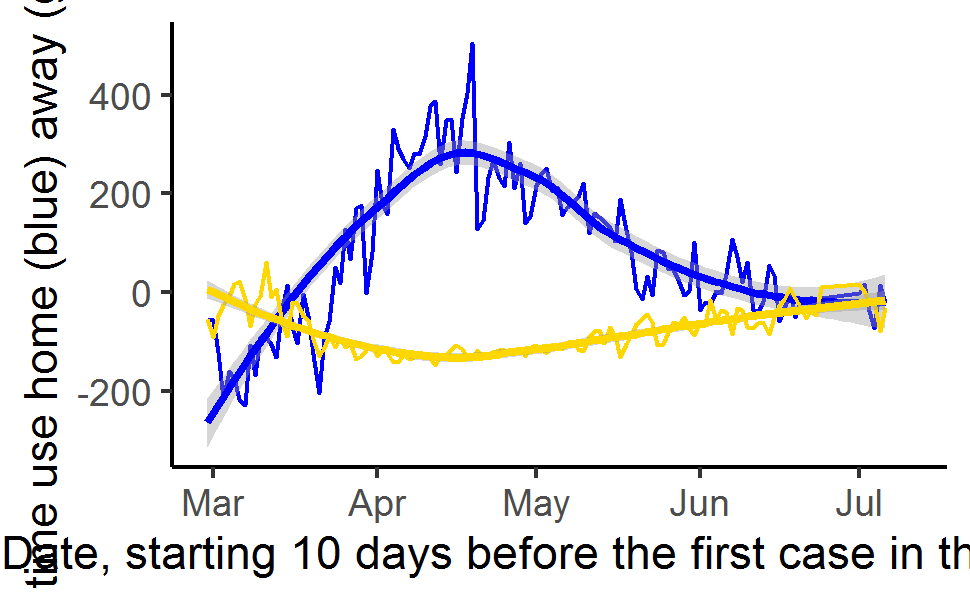 time use home (blue) away (
400
200
0
-200
Mar Apr May Jun Jul
Date, starting 10 days before the first case in th